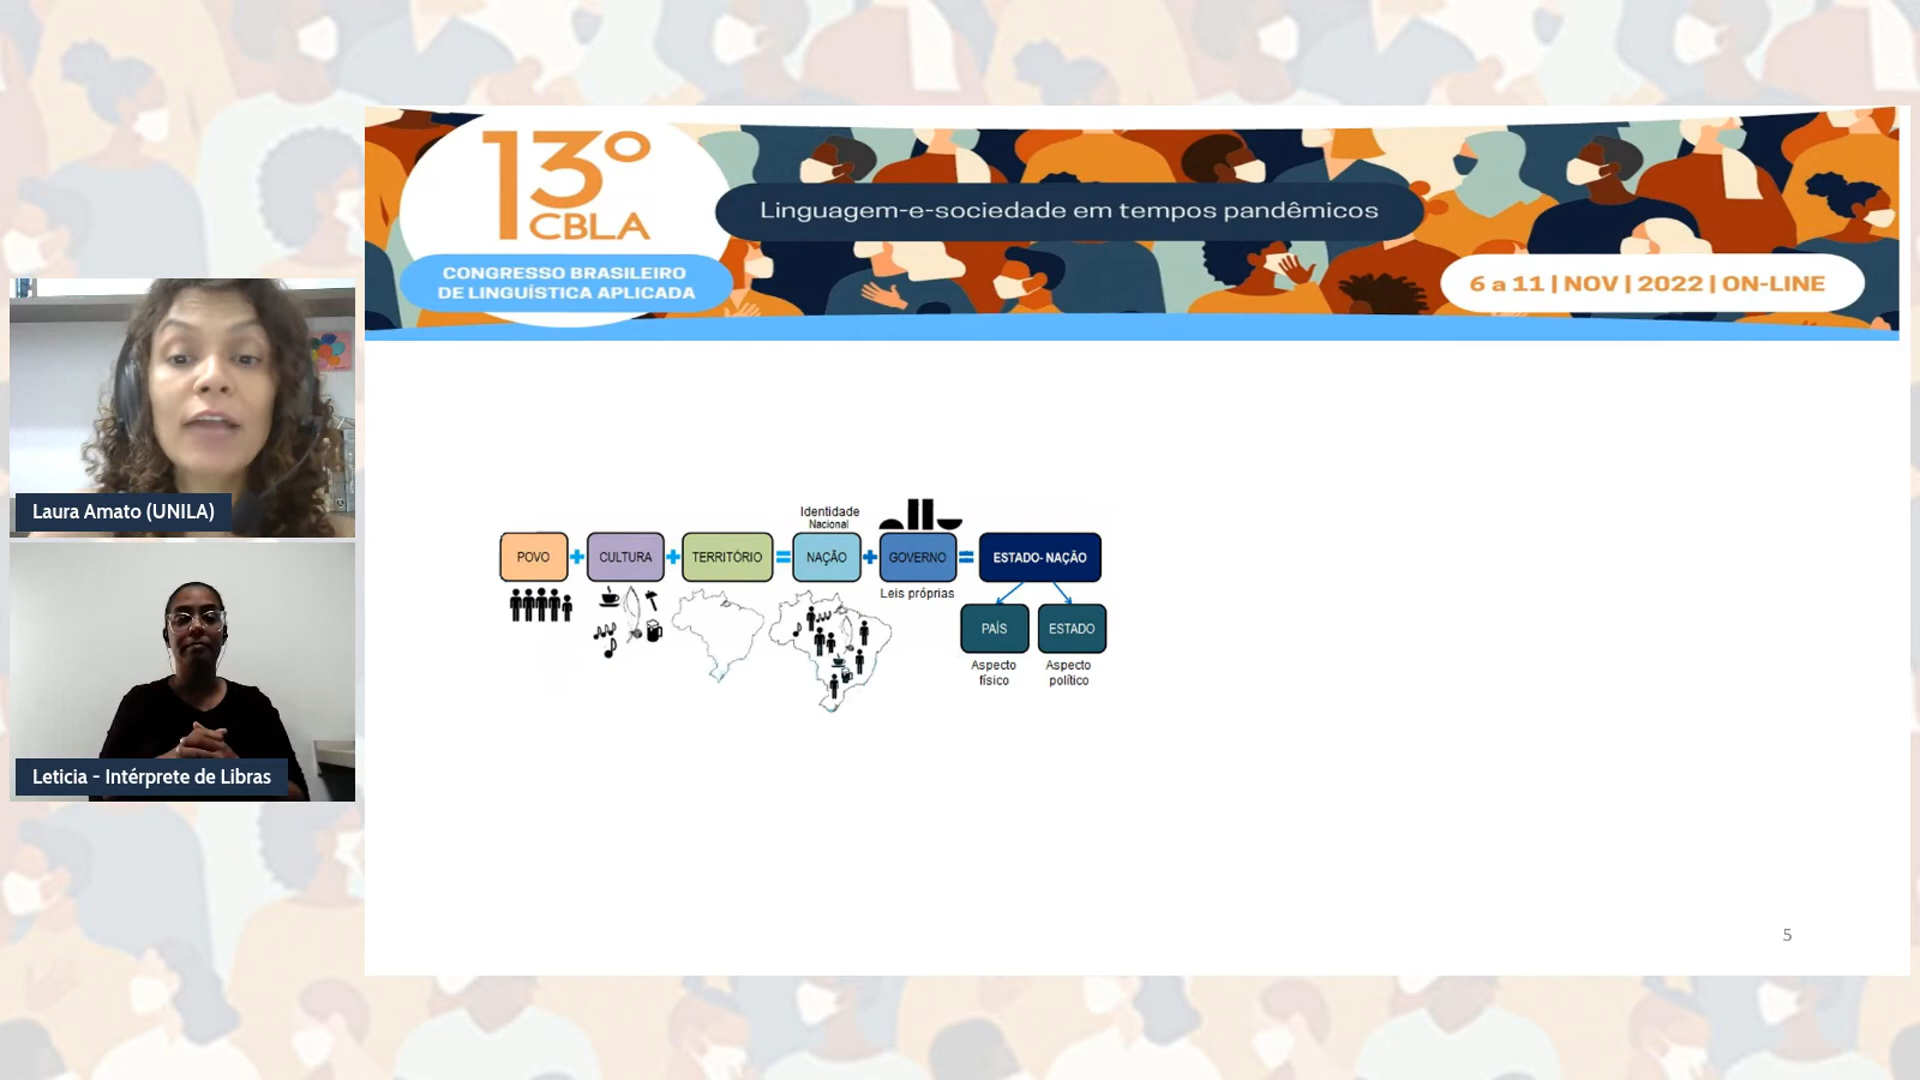 13º
CBLA
CONGRESSO BRASILEIRO
DE LINGUÍSTICA APLICADA
Linguagem-e-sociedade em tempos pandêmicos
6 a 11 | NOV | 2022 | ON-LINE
Laura Amato (UNILA)
Leticia - Intérprete de Libras
Identidade
Nacional
POVO + CULTURA + TERRITÓRIO = NAÇÃO + GOVERNO = ESTADO- NAÇÃO
Leis próprias
PAÍS ESTADO
Aspecto físico
Aspecto político
5